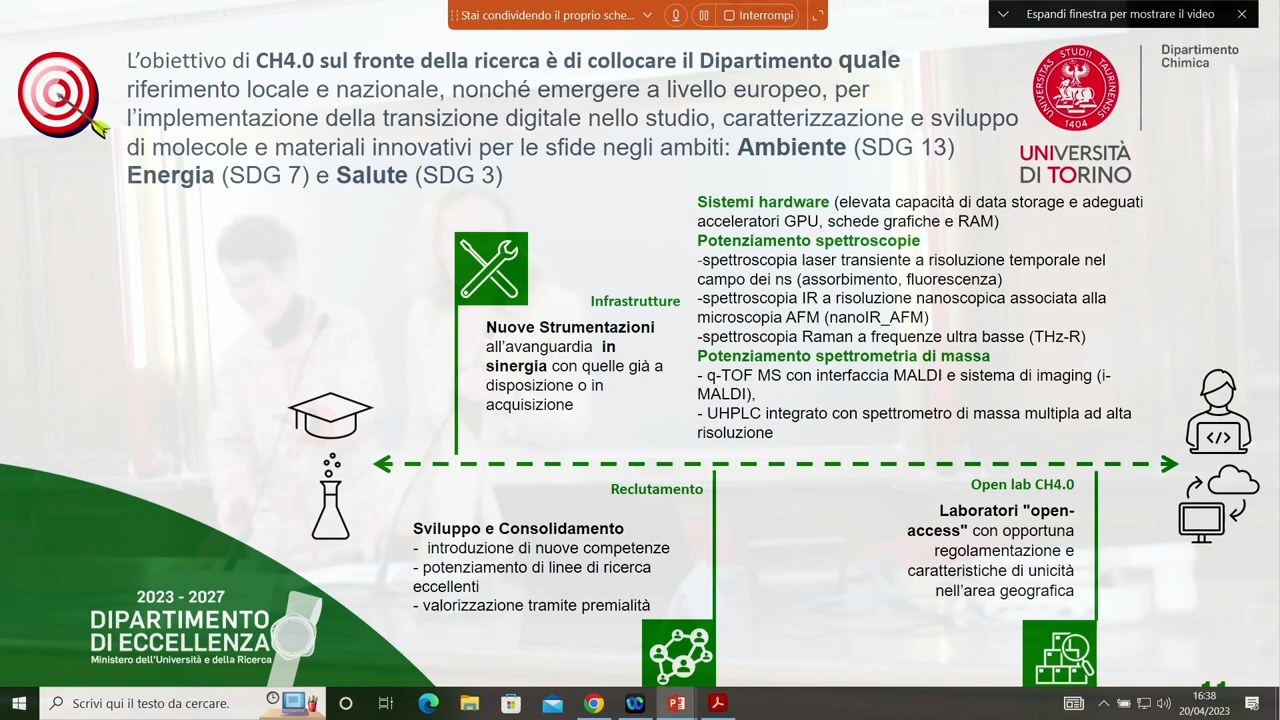 Stai condividendo il proprio sche...
Interrompi
Espandi finestra per mostrare il video
L'obiettivo di CH4.0 sul fronte della ricerca è di collocare il Dipartimento quale
riferimento locale e nazionale, nonché emergere a livello europeo, per
l'implementazione della transizione digitale nello studio, caratterizzazione e sviluppo
di molecole e materiali innovativi per le sfide negli ambiti: Ambiente (SDG 13)
Energia (SDG 7) e Salute (SDG 3)
UNIVERSITAS STUDII TAURINENSIS
1404
Dipartimento
Chimica
UNIVERSITÀ
DI TORINO
Sistemi hardware (elevata capacità di data storage e adeguati
acceleratori GPU, schede grafiche e RAM)
Potenziamento spettroscopie
-spettroscopia laser transiente a risoluzione temporale nel
campo dei ns (assorbimento, fluorescenza)
-spettroscopia IR a risoluzione nanoscopica associata alla
microscopia AFM (nanoIR_AFM)
-spettroscopia Raman a frequenze ultra basse (THz-R)
Potenziamento spettrometria di massa
- q-TOF MS con interfaccia MALDI e sistema di imaging (i-
MALDI),
- UHPLC integrato con spettrometro di massa multipla ad alta
risoluzione
Infrastrutture
Nuove Strumentazioni
all'avanguardia in
sinergia con quelle già a
disposizione o in
acquisizione
Reclutamento
Sviluppo e Consolidamento
- introduzione di nuove competenze
- potenziamento di linee di ricerca
eccellenti
- valorizzazione tramite premialità
Open lab CH4.0
Laboratori "open-
access" con opportuna
regolamentazione e
caratteristiche di unicità
nell'area geografica
</>
2023 - 2027
DIPARTIMENTO
DI ECCELLENZA
Ministero dell'Università e della Ricerca
Scrivi qui il testo da cercare.
16:38
20/04/2023